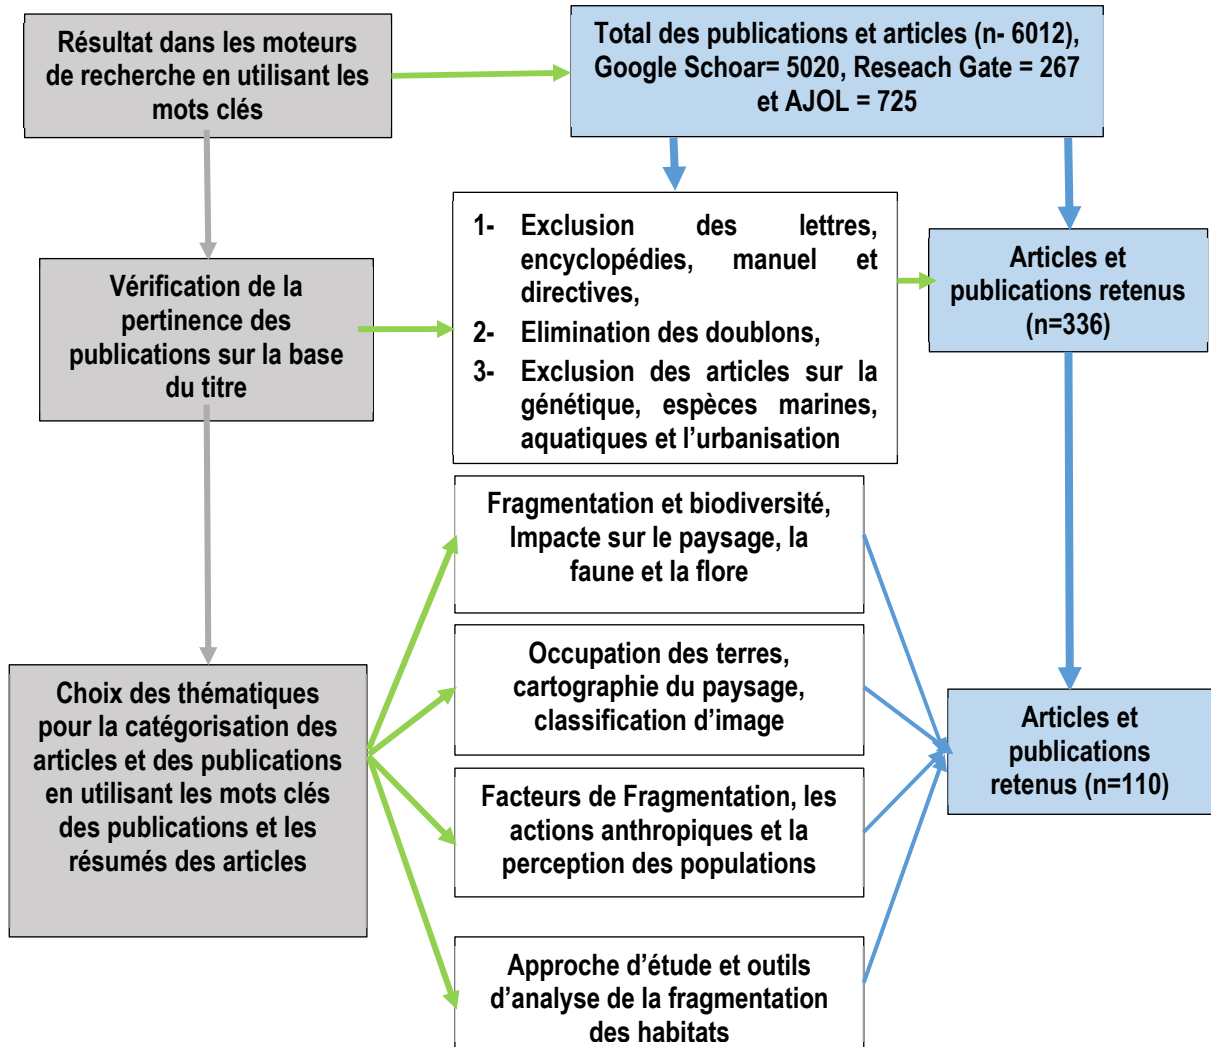 Résultat dans les moteurs
de recherche en utilisant les
mots clés
Total des publications et articles (n- 6012),
Google Schoar= 5020, Reseach Gate = 267
et AJOL = 725
Vérification de la
pertinence des
publications sur la base
du titre
1- Exclusion des lettres,
encyclopédies, manuel et
directives,
2- Elimination des doublons,
3- Exclusion des articles sur la
génétique, espèces marines,
aquatiques et l’urbanisation
Articles et
publications retenus
(n=336)
Choix des thématiques
pour la catégorisation des
articles et des publications
en utilisant les mots clés
des publications et les
résumés des articles
Fragmentation et biodiversité,
Impacte sur le paysage, la
faune et la flore
Occupation des terres,
cartographie du paysage,
classification d’image
Facteurs de Fragmentation, les
actions anthropiques et la
perception des populations
Approche d’étude et outils
d’analyse de la fragmentation
des habitats
Articles et
publications
retenus (n=110)